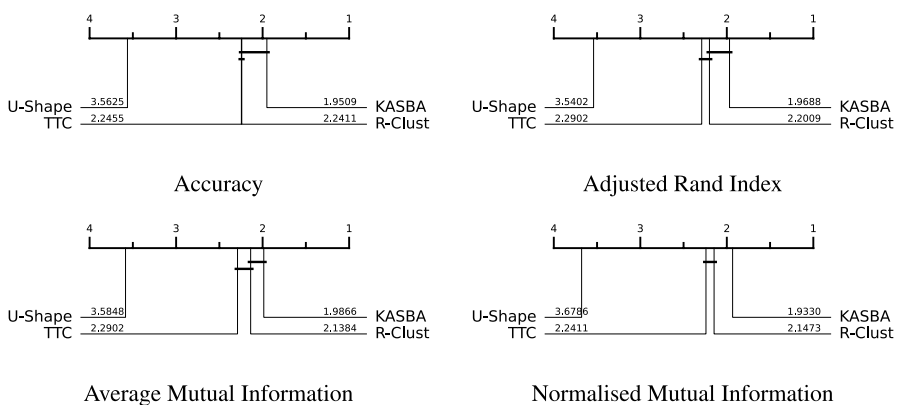 4 3 2 1
U-Shape 3.5625 1.9509 KASBA
TTC 2.2455 2.2411 R-Clust
Accuracy
4 3 2 1
U-Shape 3.5402 1.9688 KASBA
TTC 2.2902 2.2009 R-Clust
Adjusted Rand Index
4 3 2 1
U-Shape 3.5848 1.9866 KASBA
TTC 2.2902 2.1384 R-Clust
Average Mutual Information
4 3 2 1
U-Shape 3.6786 1.9330 KASBA
TTC 2.2411 2.1473 R-Clust
Normalised Mutual Information